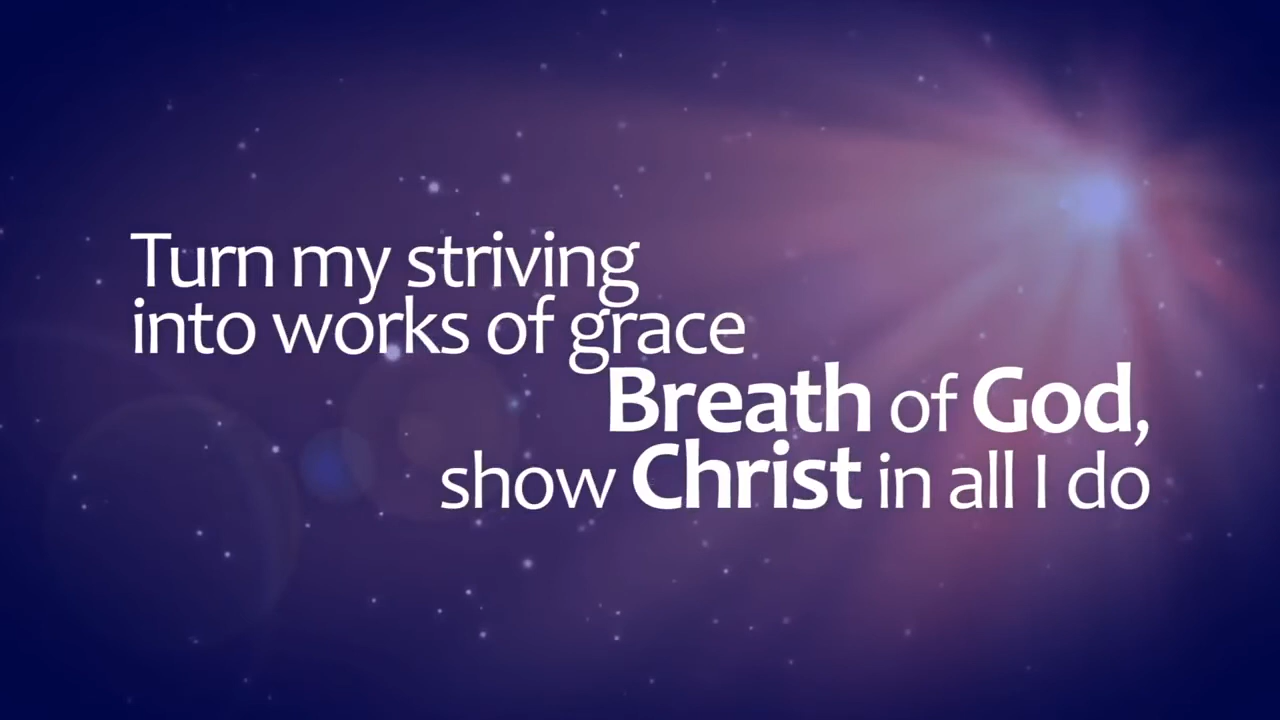 Turn my striving
into works of grace
Breath of God,
show Christ in all I do